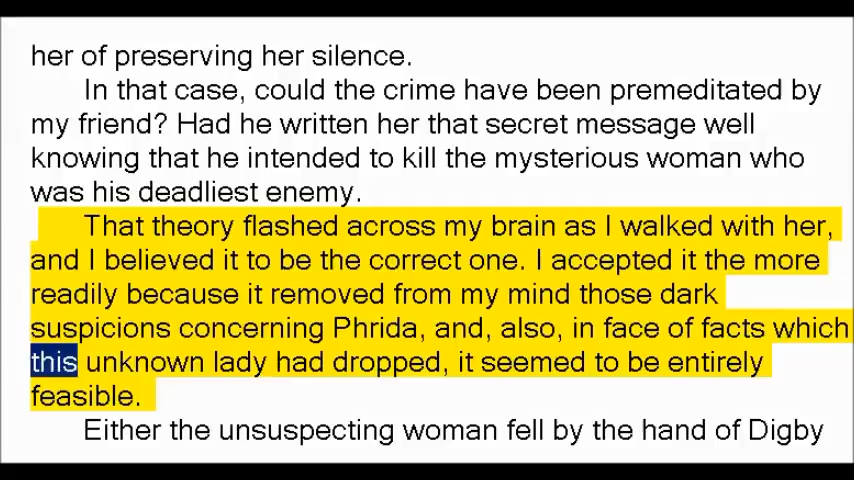 her of preserving her silence.
In that case, could the crime have been premeditated by
my friend? Had he written her that secret message well
knowing that he intended to kill the mysterious woman who
was his deadliest enemy.
That theory flashed across my brain as I walked with her,
and I believed it to be the correct one. I accepted it the more
readily because it removed from my mind those dark
suspicions concerning Phrida, and, also, in face of facts which
this unknown lady had dropped, it seemed to be entirely
feasible.
Either the unsuspecting woman fell by the hand of Digby